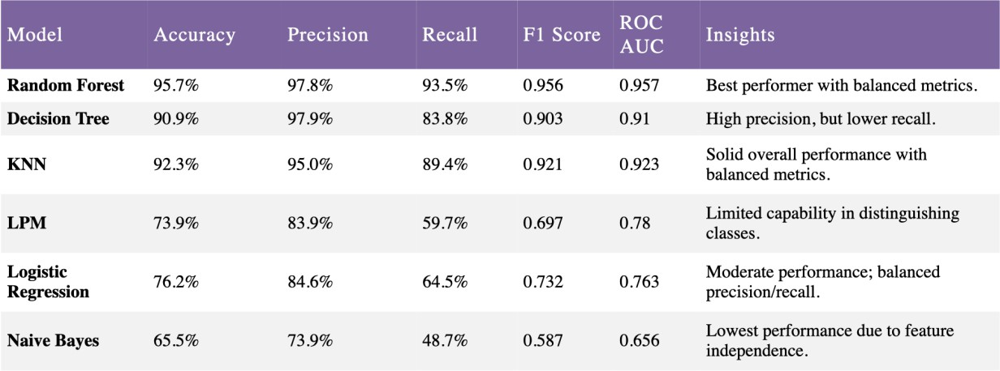 Model Accuracy Precision Recall F1 Score ROC AUC Insights
Random Forest 95.7% 97.8% 93.5% 0.956 0.957 Best performer with balanced metrics.
Decision Tree 90.9% 97.9% 83.8% 0.903 0.91 High precision, but lower recall.
KNN 92.3% 95.0% 89.4% 0.921 0.923 Solid overall performance with
balanced metrics.
LPM 73.9% 83.9% 59.7% 0.697 0.78 Limited capability in distinguishing
classes.
Logistic
Regression 76.2% 84.6% 64.5% 0.732 0.763 Moderate performance; balanced
precision/recall.
Naive Bayes 65.5% 73.9% 48.7% 0.587 0.656 Lowest performance due to feature
independence.